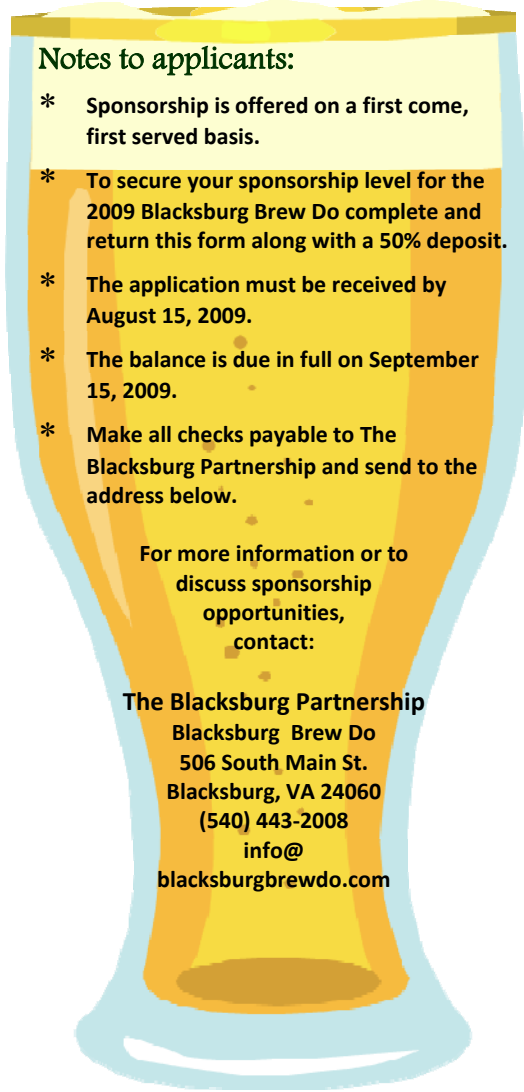 Notes to applicants:
* Sponsorship is offered on a first come,
first served basis.
* To secure your sponsorship level for the
2009 Blacksburg Brew Do complete and
return this form along with a 50% deposit.
* The application must be received by
August 15, 2009.
* The balance is due in full on September
15, 2009.
* Make all checks payable to The
Blacksburg Partnership and send to the
address below.
For more information or to
discuss sponsorship
opportunities,
contact:
The Blacksburg Partnership
Blacksburg Brew Do
506 South Main St.
Blacksburg, VA 24060
(540) 443-2008
info@
blacksburgbrewdo.com